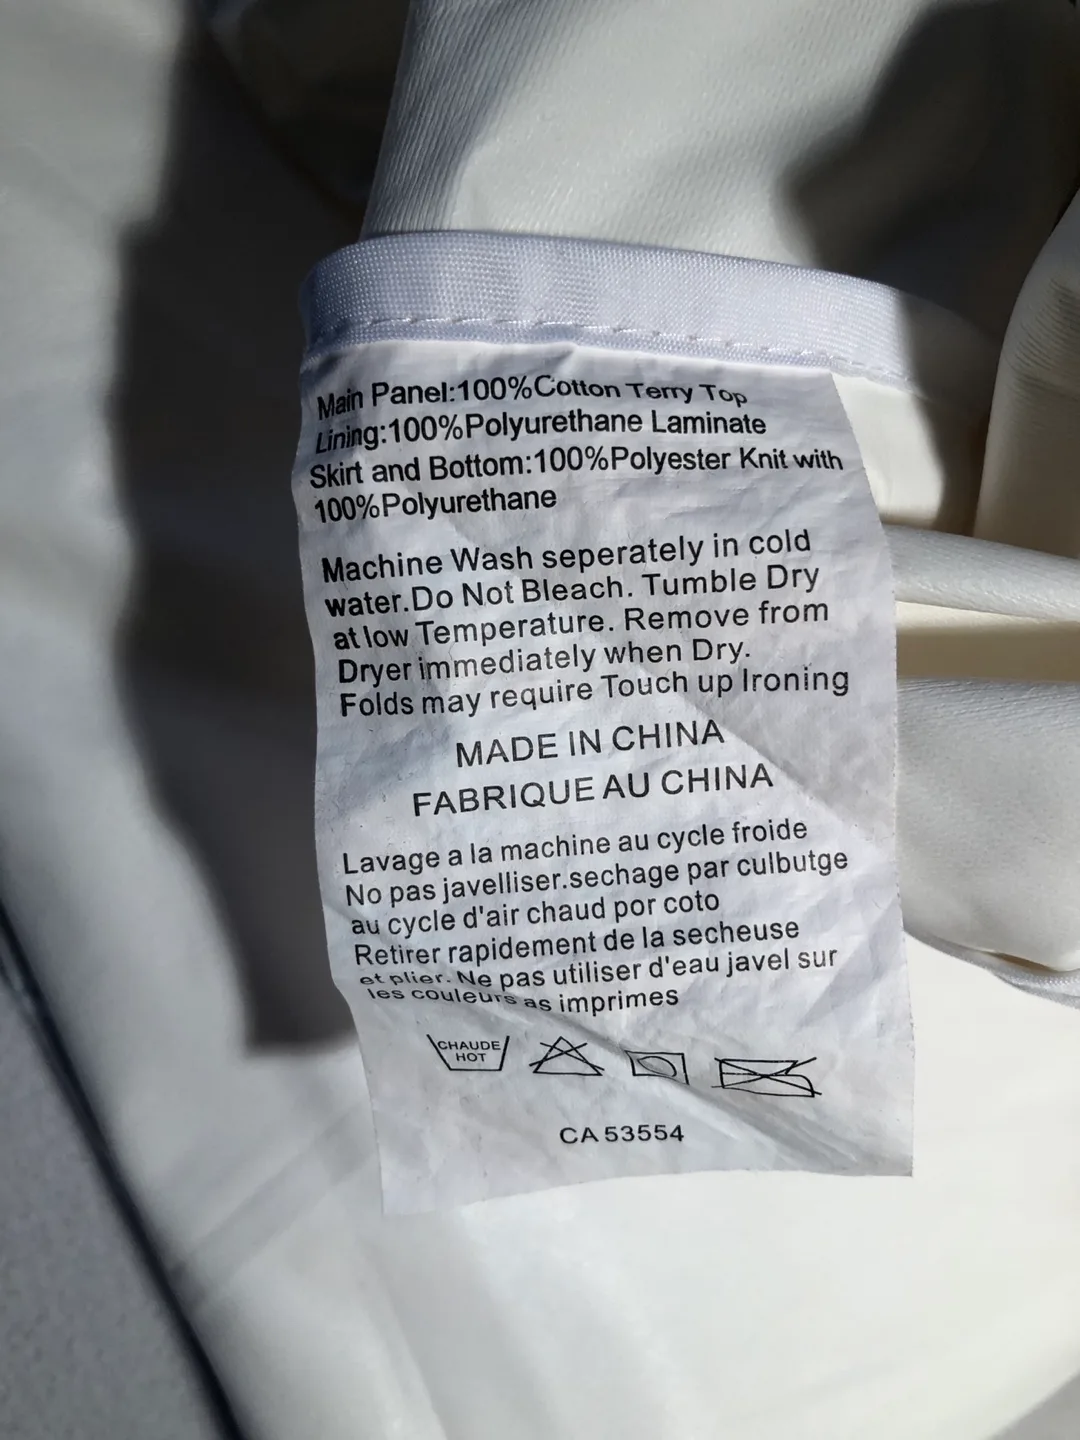 Main Panel:100%Cotton Terry Top
Lining:100%Polyurethane Laminate
Skirt and Bottom:100%Polyester Knit with
100%Polyurethane
Machine Wash seperately in cold
water.Do Not Bleach. Tumble Dry
at low Temperature. Remove from
Dryer immediately when Dry.
Folds may require Touch up Ironing
MADE IN CHINA
FABRIQUE AU CHINA
Lavage a la machine au cycle froide
No pas javelliser.sechage par culbutge
au cycle d'air chaud por coto
Retirer rapidement de la secheuse
et plier. Ne pas utiliser d'eau javel sur
les couleurs as imprimes
CHAUDE
HOT
CA 53554